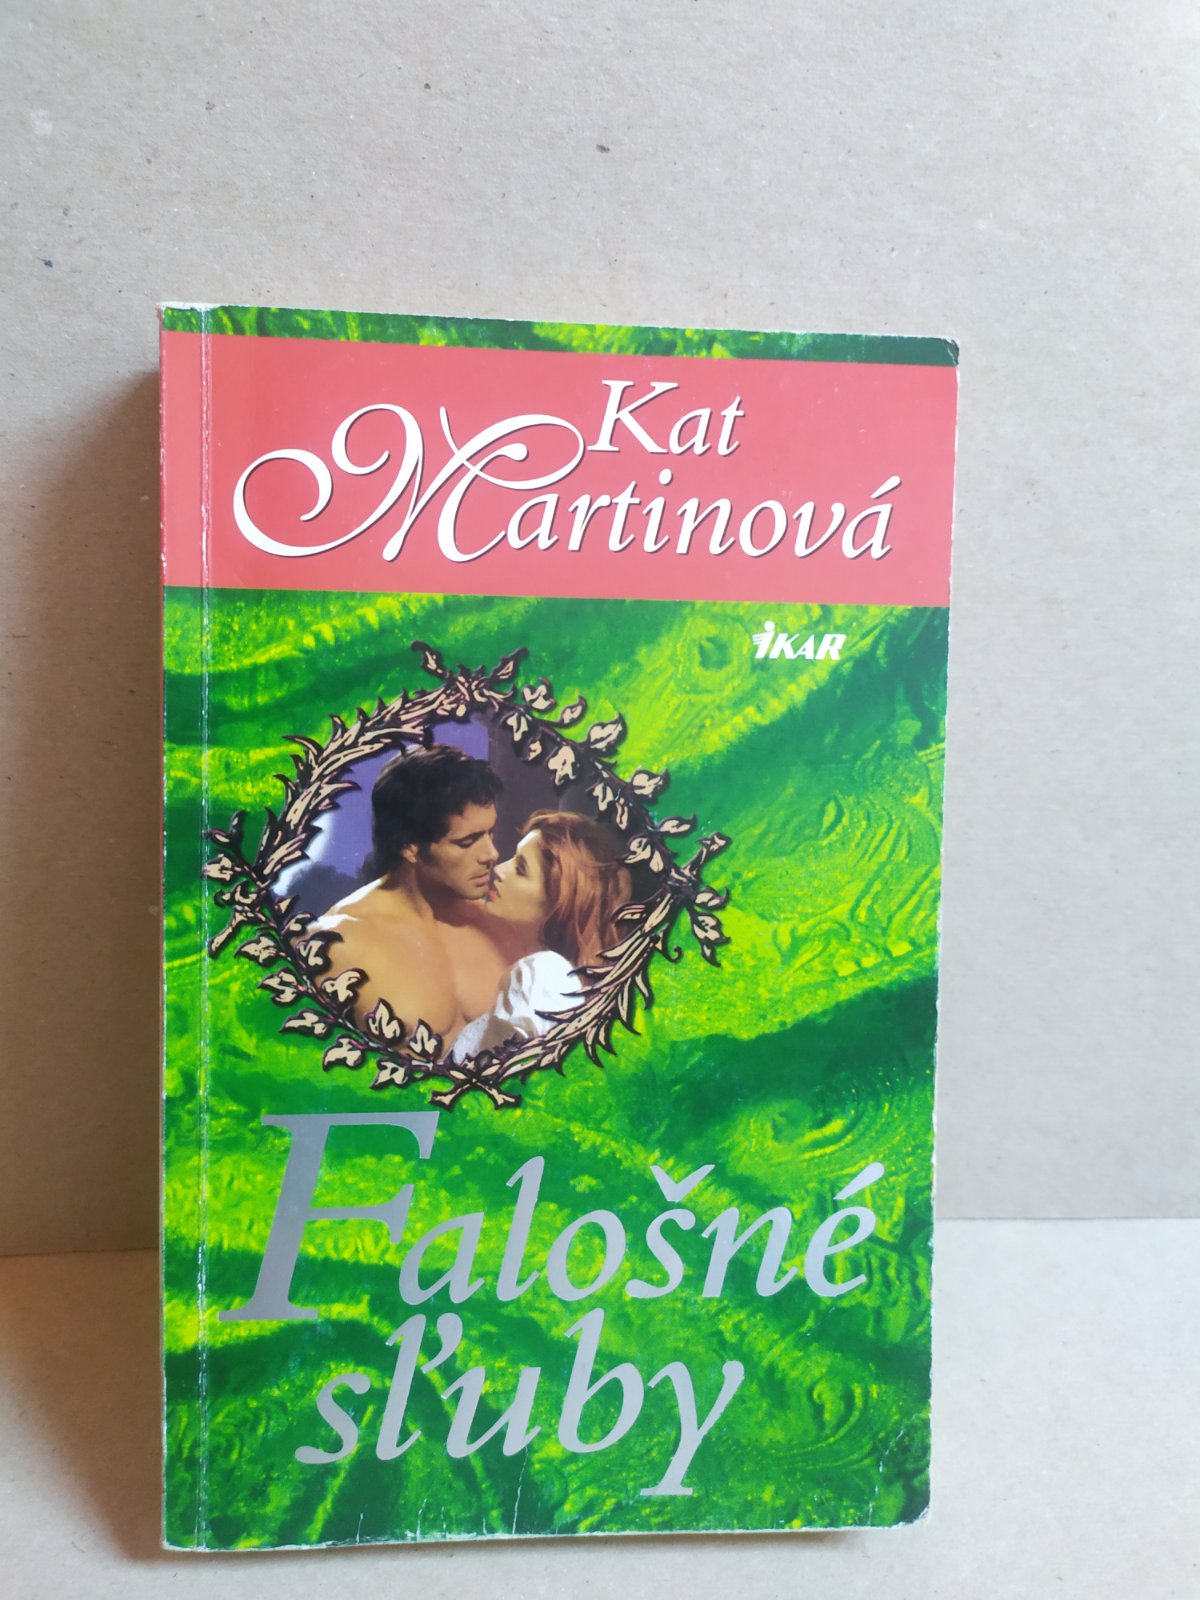 Kat
Martinová
iKAR
Falošné
sľuby